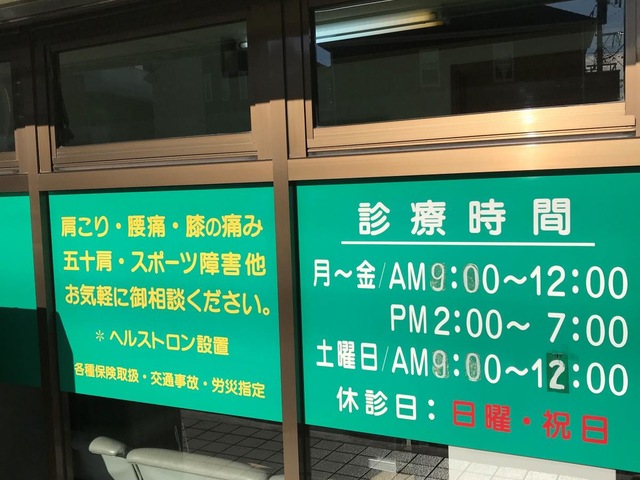 肩こり・腰痛・膝の痛み
五十肩・スポーツ障害他
お気軽に御相談ください。
＊ヘルストロン設置
各種保険取扱・交通事故・労災指定
診療時間
月～金/AM9:00～12:00
PM2:00～7:00
土曜日/AM9:00～12:00
休診日：日曜・祝日